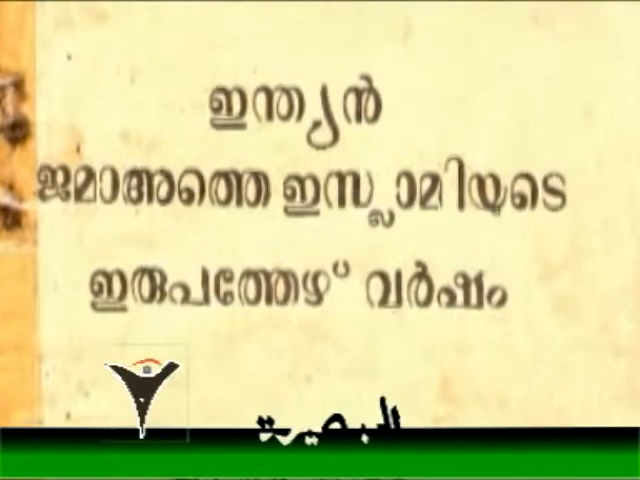 ഇന്ത്യൻ
ജമാഅത്തെ ഇസ്ലാമിയുടെ
ഇരുപത്തേഴ് വർഷം